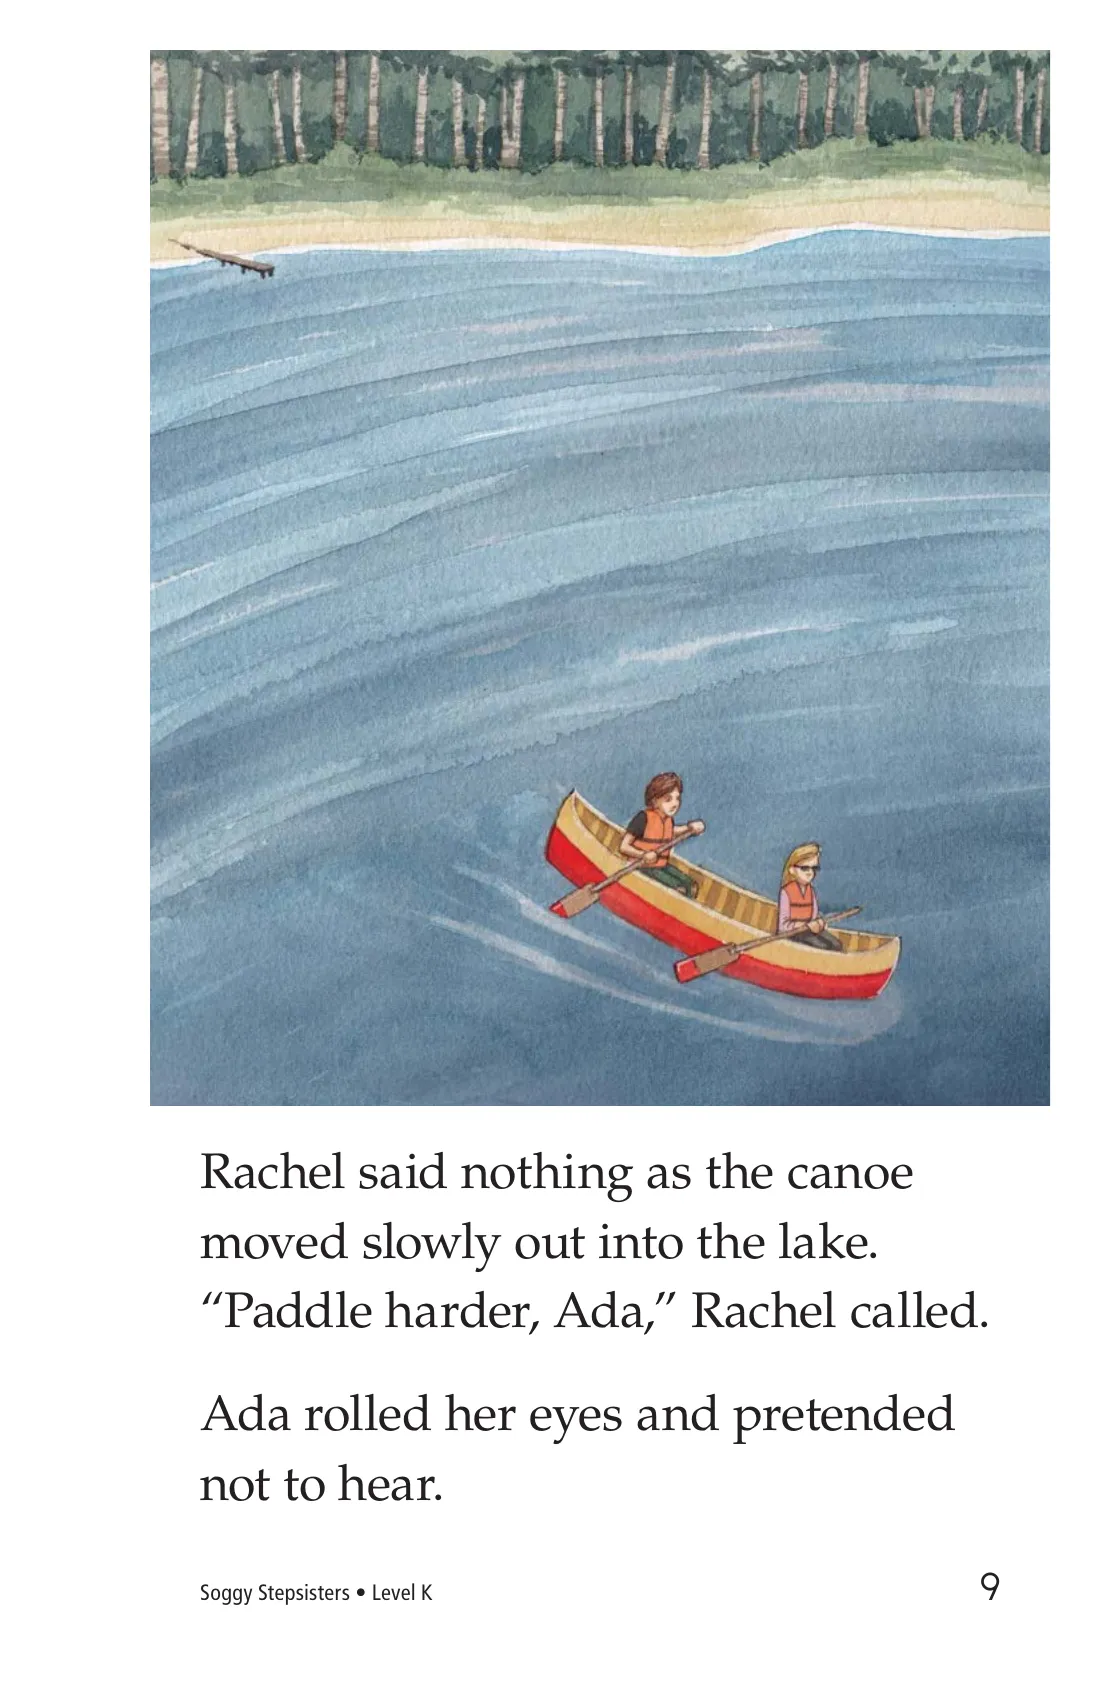 Rachel said nothing as the canoe
moved slowly out into the lake.
“Paddle harder, Ada,” Rachel called.
Ada rolled her eyes and pretended
not to hear.
Soggy Stepsisters • Level K
9